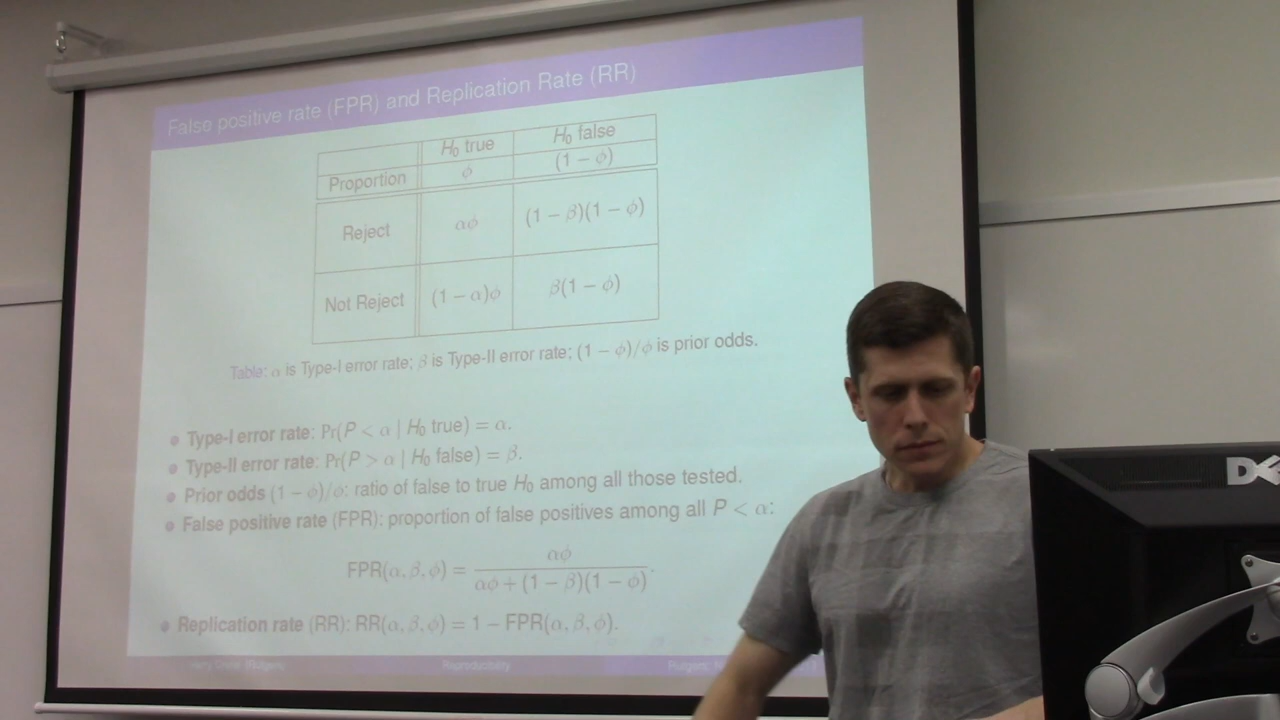 False positive rate (FPR) and Replication Rate (RR)
H₀ true H₀ false
Proportion ϕ (1 − ϕ)
Reject αϕ (1 − β)(1 − ϕ)
Not Reject (1 − α)ϕ β(1 − ϕ)
Table: α is Type-I error rate; β is Type-II error rate; (1 − ϕ)/ϕ is prior odds.
Type-I error rate: Pr(P < α | H₀ true) = α.
Type-II error rate: Pr(P > α | H₀ false) = β.
Prior odds (1 − ϕ)/ϕ: ratio of false to true H₀ among all those tested.
False positive rate (FPR): proportion of false positives among all P < α:
FPR(α, β, ϕ) = αϕ / αϕ + (1 − β)(1 − ϕ).
Replication rate (RR): RR(α, β, ϕ) = 1 − FPR(α, β, ϕ).
Harry Crane (Rutgers) Reproducibility Rutgers: